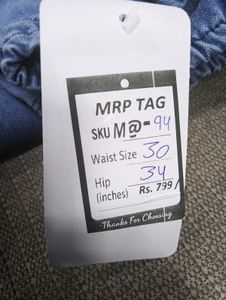 MRP TAG
SKU M@-94
Waist Size 30
Hip 34
(inches) Rs. 799/
Thanks For Choosing